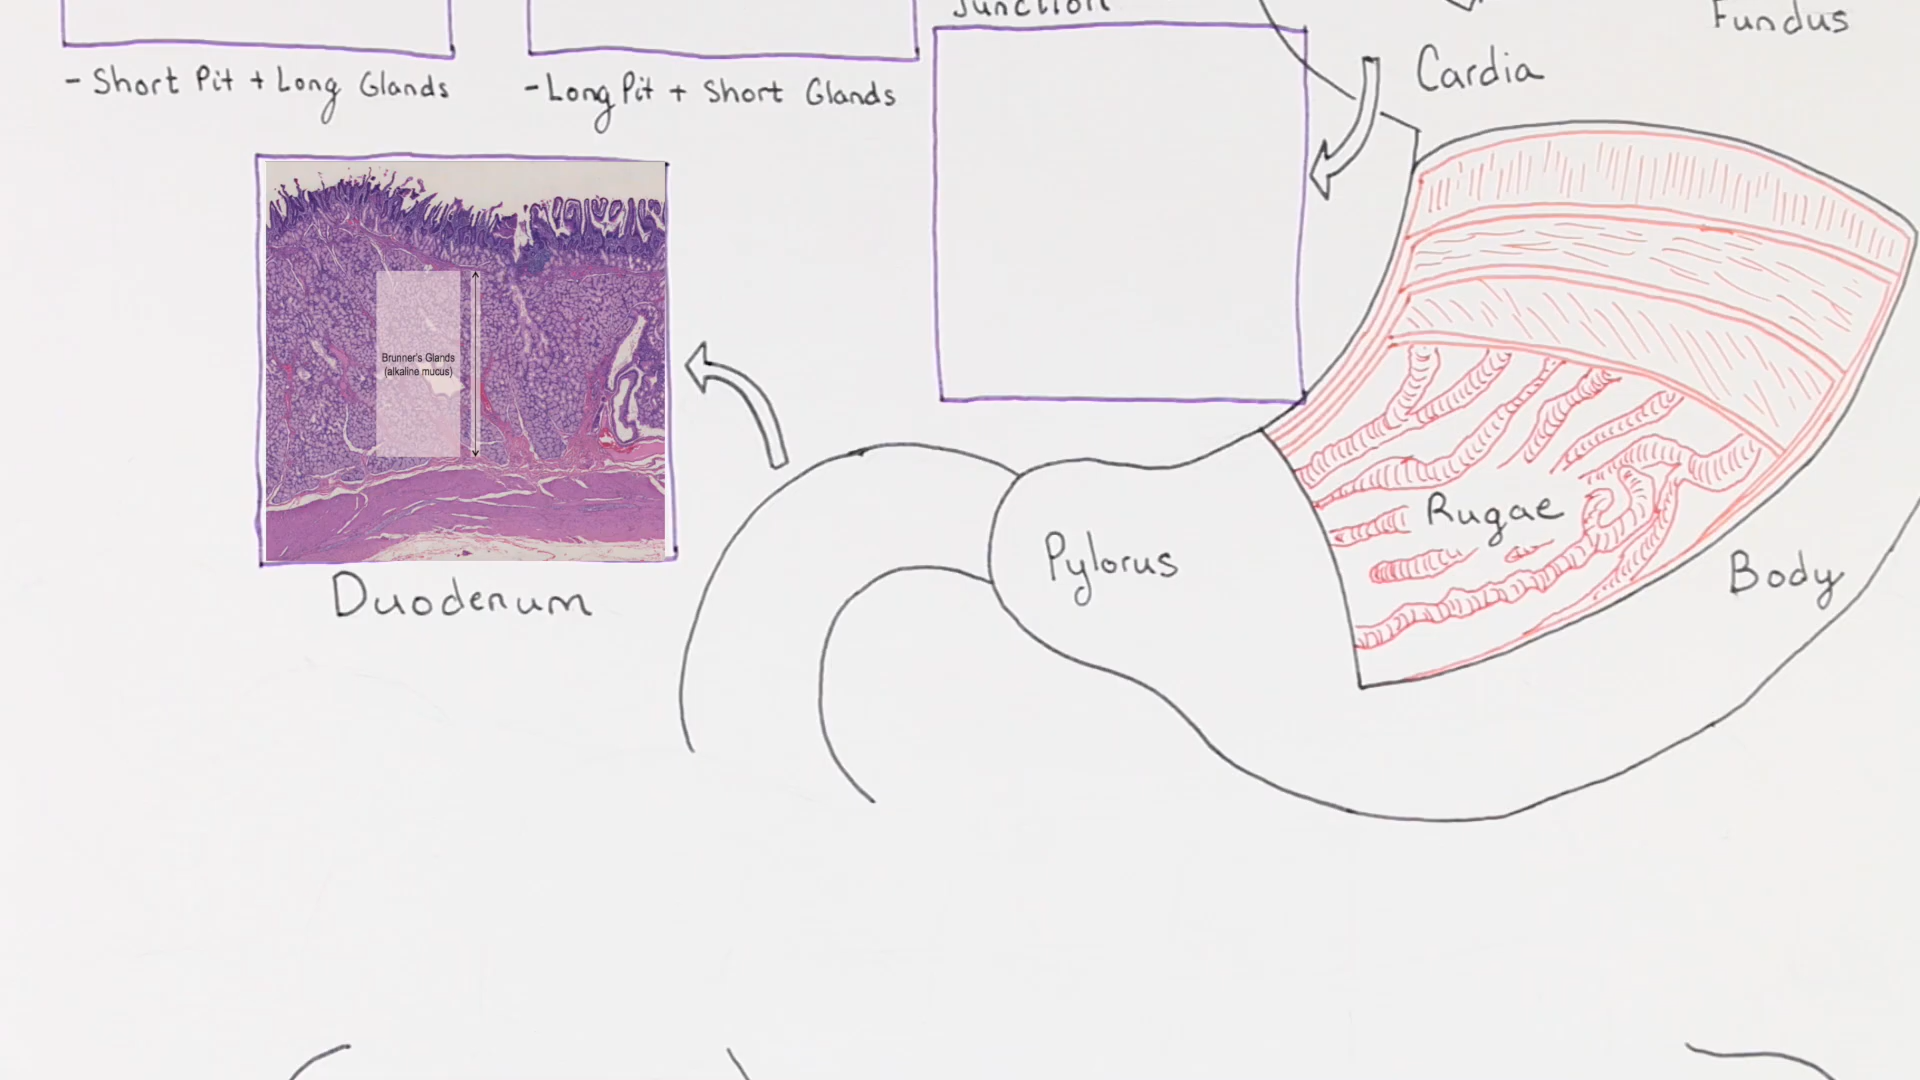 Junction
Fundus
Cardia
- Short Pit + Long Glands
- Long Pit + Short Glands
Brunner's Glands
(alkaline mucus)
Duodenum
Pylorus
Rugae
Body